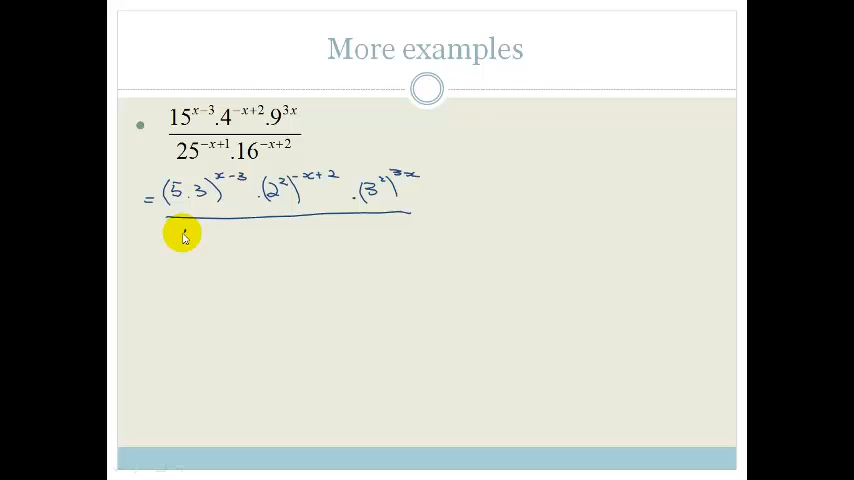 More examples
15^{x-3}.4^{-x+2}.9^{3x}
25^{-x+1}.16^{-x+2}
= (5.3)^{x-3} .(2^2)^{-x+2} .(3^2)^{3x}